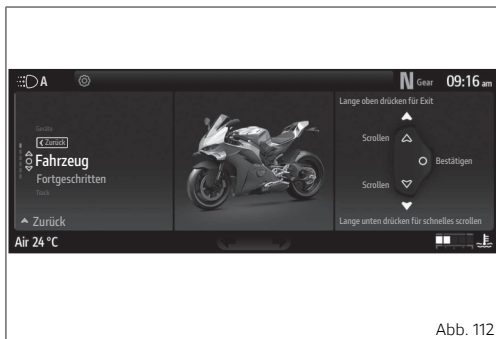 A
N Gear 09:16 am
Geräte
Zurück
Fahrzeug
Fortgeschritten
Track
Zurück
Lange oben drücken für Exit
Scrollen
Bestätigen
Scrollen
Lange unten drücken für schnelles scrollen
Air 24 °C
Abb. 112